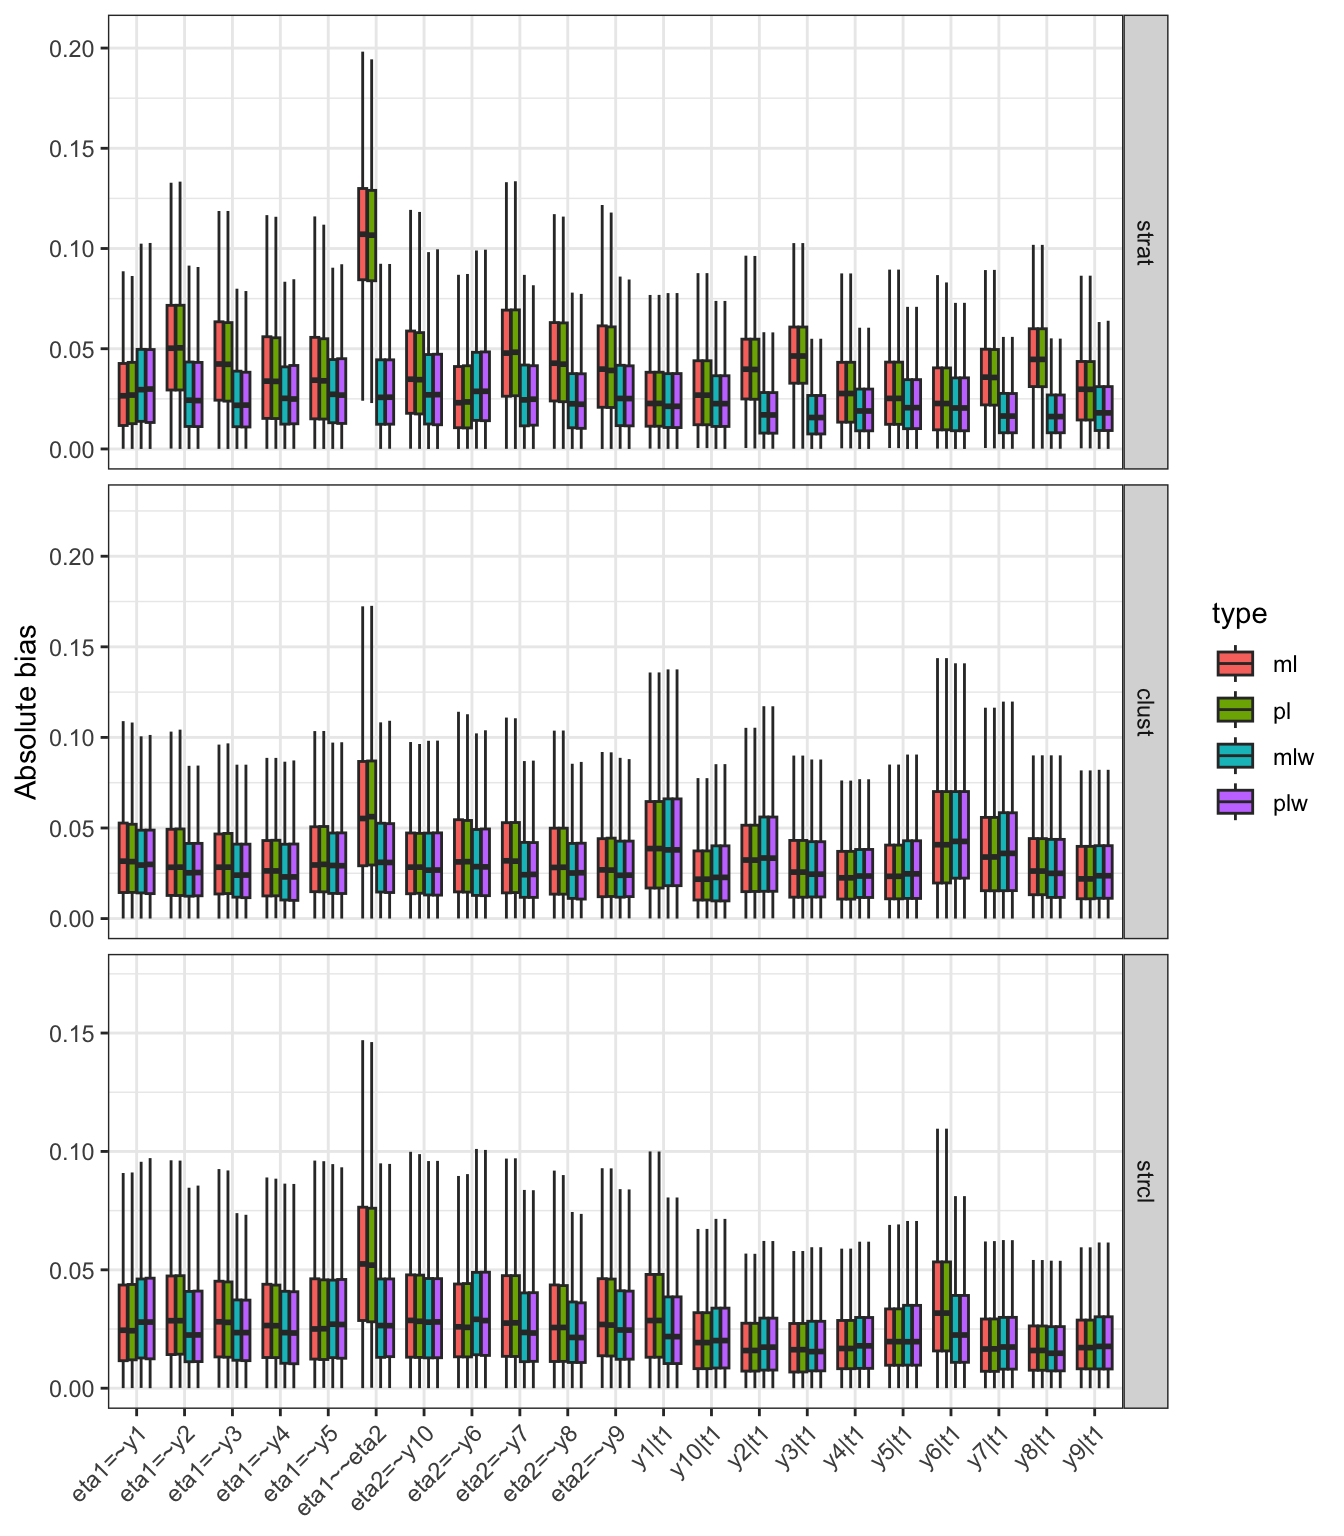 0.20
0.15
0.10
0.05
0.00
strat
0.20
0.15
0.10
0.05
0.00
clust
0.15
0.10
0.05
0.00
strcl
Absolute bias
eta1=~y1
eta1=~y2
eta1=~y3
eta1=~y4
eta1=~y5
eta1~~eta2
eta2=~y10
eta2=~y6
eta2=~y7
eta2=~y8
eta2=~y9
y1|t1
y10|t1
y2|t1
y3|t1
y4|t1
y5|t1
y6|t1
y7|t1
y8|t1
y9|t1
type
ml
pl
mlw
plw